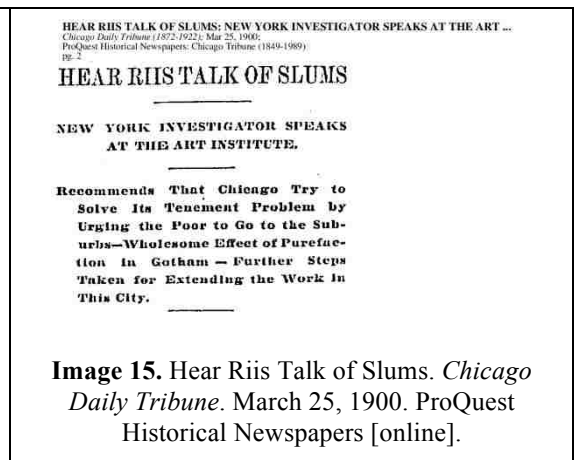 HEAR RIIS TALK OF SLUMS: NEW YORK INVESTIGATOR SPEAKS AT THE ART ...
Chicago Daily Tribune (1872-1922); Mar 25, 1900;
ProQuest Historical Newspapers: Chicago Tribune (1849-1989)
pg. 2
HEAR RIIS TALK OF SLUMS
NEW YORK INVESTIGATOR SPEAKS
AT THE ART INSTITUTE.
Recommends That Chicago Try to
Solve Its Tenement Problem by
Urging the Poor to Go to the Sub-
urbs—Wholesome Effect of Purefac-
tion in Gotham — Further Steps
Taken for Extending the Work in
This City.
Image 15. Hear Riis Talk of Slums. Chicago
Daily Tribune. March 25, 1900. ProQuest
Historical Newspapers [online].